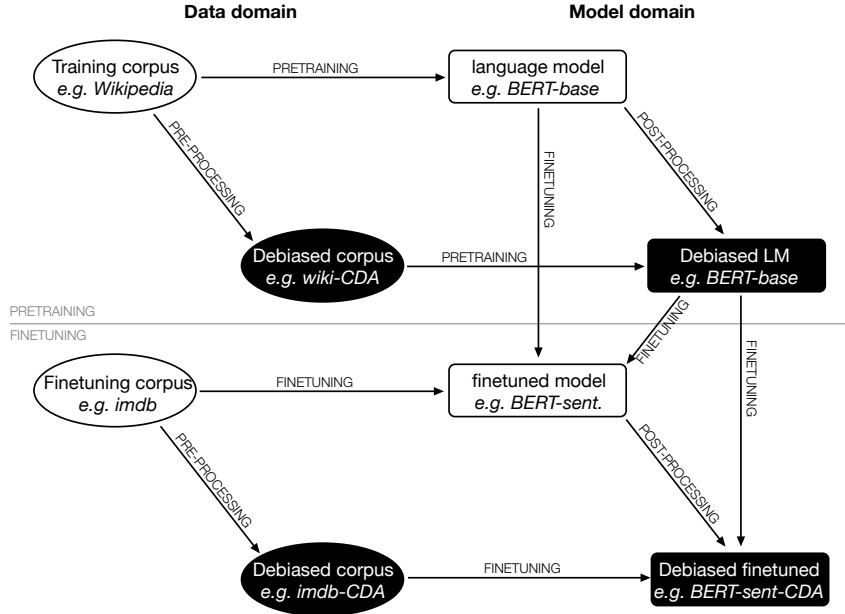 Data domain
Model domain
Training corpus
e.g. Wikipedia
PRETRAINING
language model
e.g. BERT-base
PRE-PROCESSING
FINETUNING
POST-PROCESSING
Debiased corpus
e.g. wiki-CDA
PRETRAINING
Debiased LM
e.g. BERT-base
PRETRAINING
FINETUNING
FINETUNING
FINETUNING
Finetuning corpus
e.g. imdb
FINETUNING
finetuned model
e.g. BERT-sent.
PRE-PROCESSING
POST-PROCESSING
Debiased corpus
e.g. imdb-CDA
FINETUNING
Debiased finetuned
e.g. BERT-sent-CDA